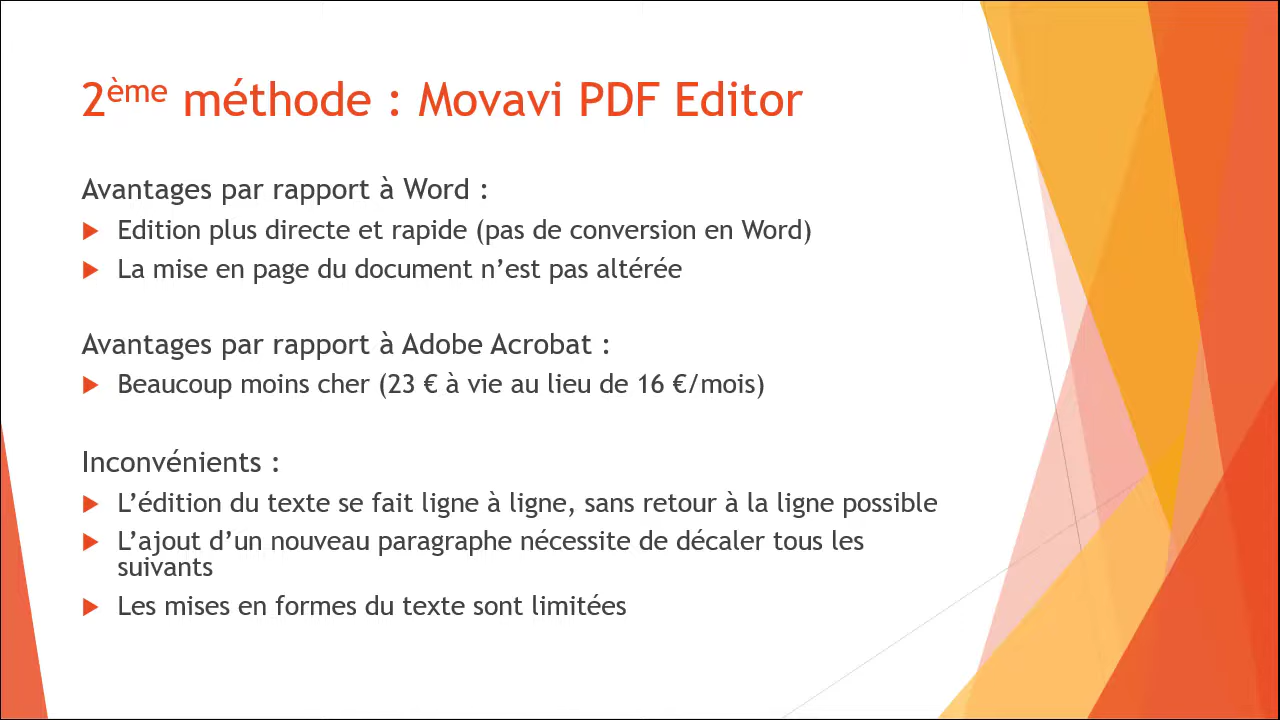 2ème méthode : Movavi PDF Editor
Avantages par rapport à Word :
Edition plus directe et rapide (pas de conversion en Word)
La mise en page du document n’est pas altérée
Avantages par rapport à Adobe Acrobat :
Beaucoup moins cher (23 € à vie au lieu de 16 €/mois)
Inconvénients :
L’édition du texte se fait ligne à ligne, sans retour à la ligne possible
L’ajout d’un nouveau paragraphe nécessite de décaler tous les
suivants
Les mises en formes du texte sont limitées